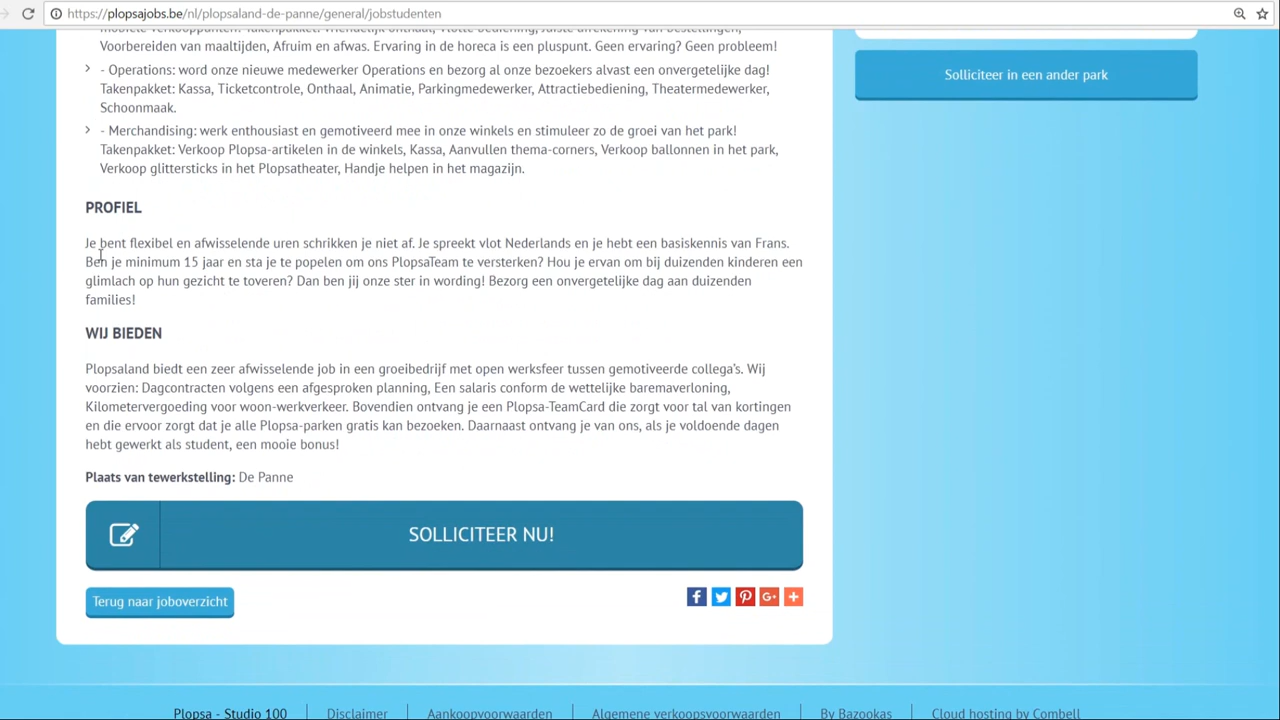 https://plopsajobs.be/nl/plopsaland-de-panne/general/jobstudenten
mobiele verkooppunten! Takenpakket: Vriendelijk onthaal, Vlotte bediening, Juiste afrekening van bestellingen,
Voorbereiden van maaltijden, Afruim en afwas. Ervaring in de horeca is een pluspunt. Geen ervaring? Geen probleem!
- Operations: word onze nieuwe medewerker Operations en bezorg al onze bezoekers alvast een onvergetelijke dag!
Takenpakket: Kassa, Ticketcontrole, Onthaal, Animatie, Parkingmedewerker, Attractiebediening, Theatermedewerker,
Schoonmaak.
- Merchandising: werk enthousiast en gemotiveerd mee in onze winkels en stimuleer zo de groei van het park!
Takenpakket: Verkoop Plopsa-artikelen in de winkels, Kassa, Aanvullen thema-corners, Verkoop ballonnen in het park,
Verkoop glittersticks in het Plopsatheater, Handje helpen in het magazijn.
Solliciteer in een ander park
PROFIEL
Je bent flexibel en afwisselende uren schrikken je niet af. Je spreekt vlot Nederlands en je hebt een basiskennis van Frans.
Ben je minimum 15 jaar en sta je te popelen om ons PlopsaTeam te versterken? Hou je ervan om bij duizenden kinderen een
glimlach op hun gezicht te toveren? Dan ben jij onze ster in wording! Bezorg een onvergetelijke dag aan duizenden
families!
WIJ BIEDEN
Plopsaland biedt een zeer afwisselende job in een groeibedrijf met open werksfeer tussen gemotiveerde collega's. Wij
voorzien: Dagcontracten volgens een afgesproken planning, Een salaris conform de wettelijke baremaverloning,
Kilometervergoeding voor woon-werkverkeer. Bovendien ontvang je een Plopsa-TeamCard die zorgt voor tal van kortingen
en die ervoor zorgt dat je alle Plopsa-parken gratis kan bezoeken. Daarnaast ontvang je van ons, als je voldoende dagen
hebt gewerkt als student, een mooie bonus!
Plaats van tewerkstelling: De Panne
SOLLICITEER NU!
Terug naar joboverzicht
Plopsa - Studio 100 | Disclaimer | Aankoopvoorwaarden | Algemene verkoopsvoorwaarden | By Bazookas | Cloud hosting by Combell